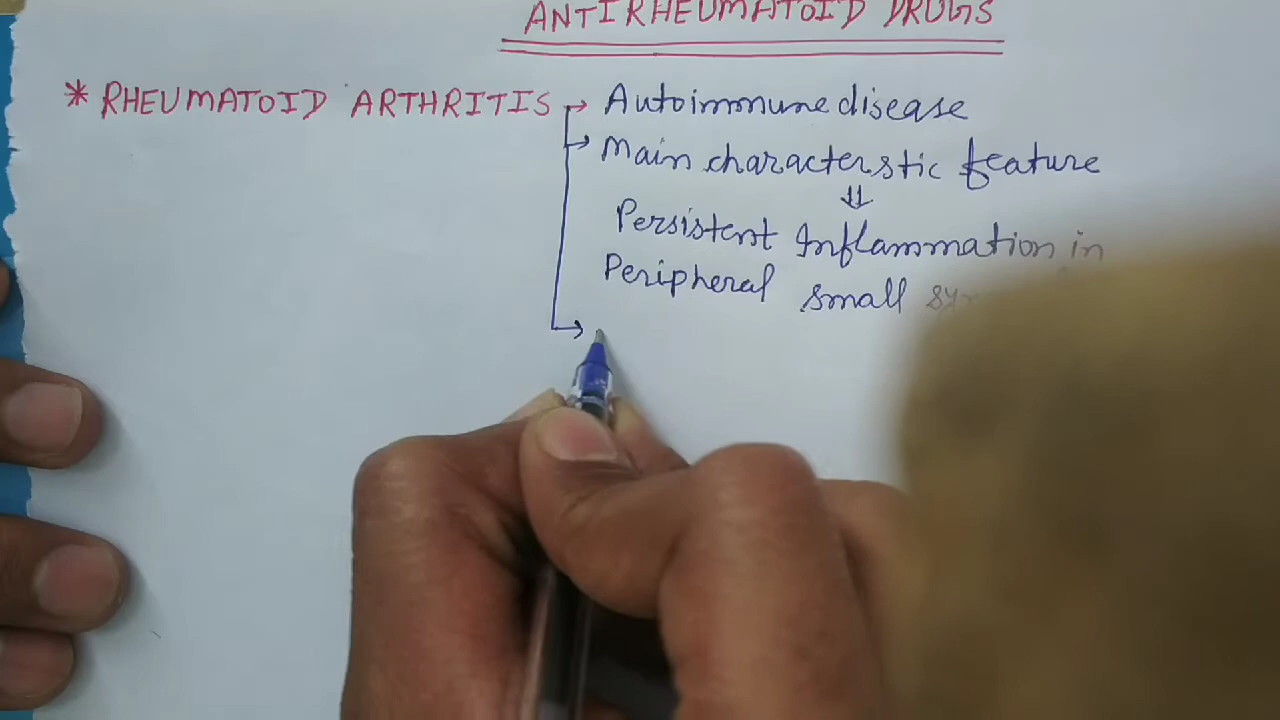 ANTIRHEUMATOID DRUGS
* RHEUMATOID ARTHRITIS → Autoimmune disease
→ Main characterstic feature
⇓
Persistent Inflammation in
Peripheral small
→